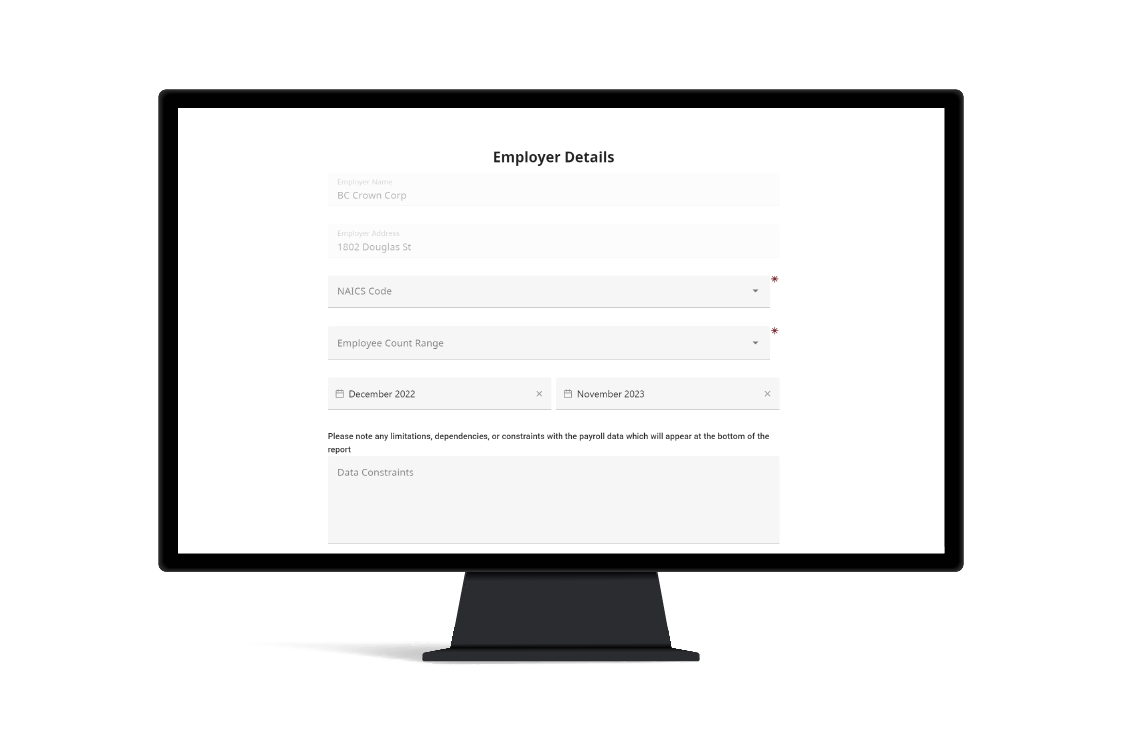 Employer Details
Employer Name
BC Crown Corp
Employer Address
1802 Douglas St
NAICS Code
*
Employee Count Range
*
December 2022 × November 2023 ×
Please note any limitations, dependencies, or constraints with the payroll data which will appear at the bottom of the
report
Data Constraints